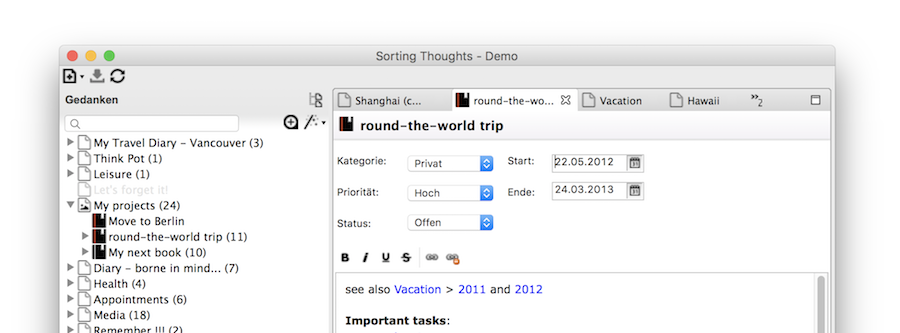 Sorting Thoughts - Demo
Gedanken
My Travel Diary - Vancouver (3)
Think Pot (1)
Leisure (1)
Let's forget it!
My projects (24)
Move to Berlin
round-the-world trip (11)
My next book (10)
Diary - borne in mind... (7)
Health (4)
Appointments (6)
Media (18)
Remember !!! (2)
Shanghai (c... round-the-wo... Vacation Hawaii »2
round-the-world trip
Kategorie: Privat Start: 22.05.2012
Priorität: Hoch Ende: 24.03.2013
Status: Offen
B i U S
see also Vacation > 2011 and 2012
Important tasks: